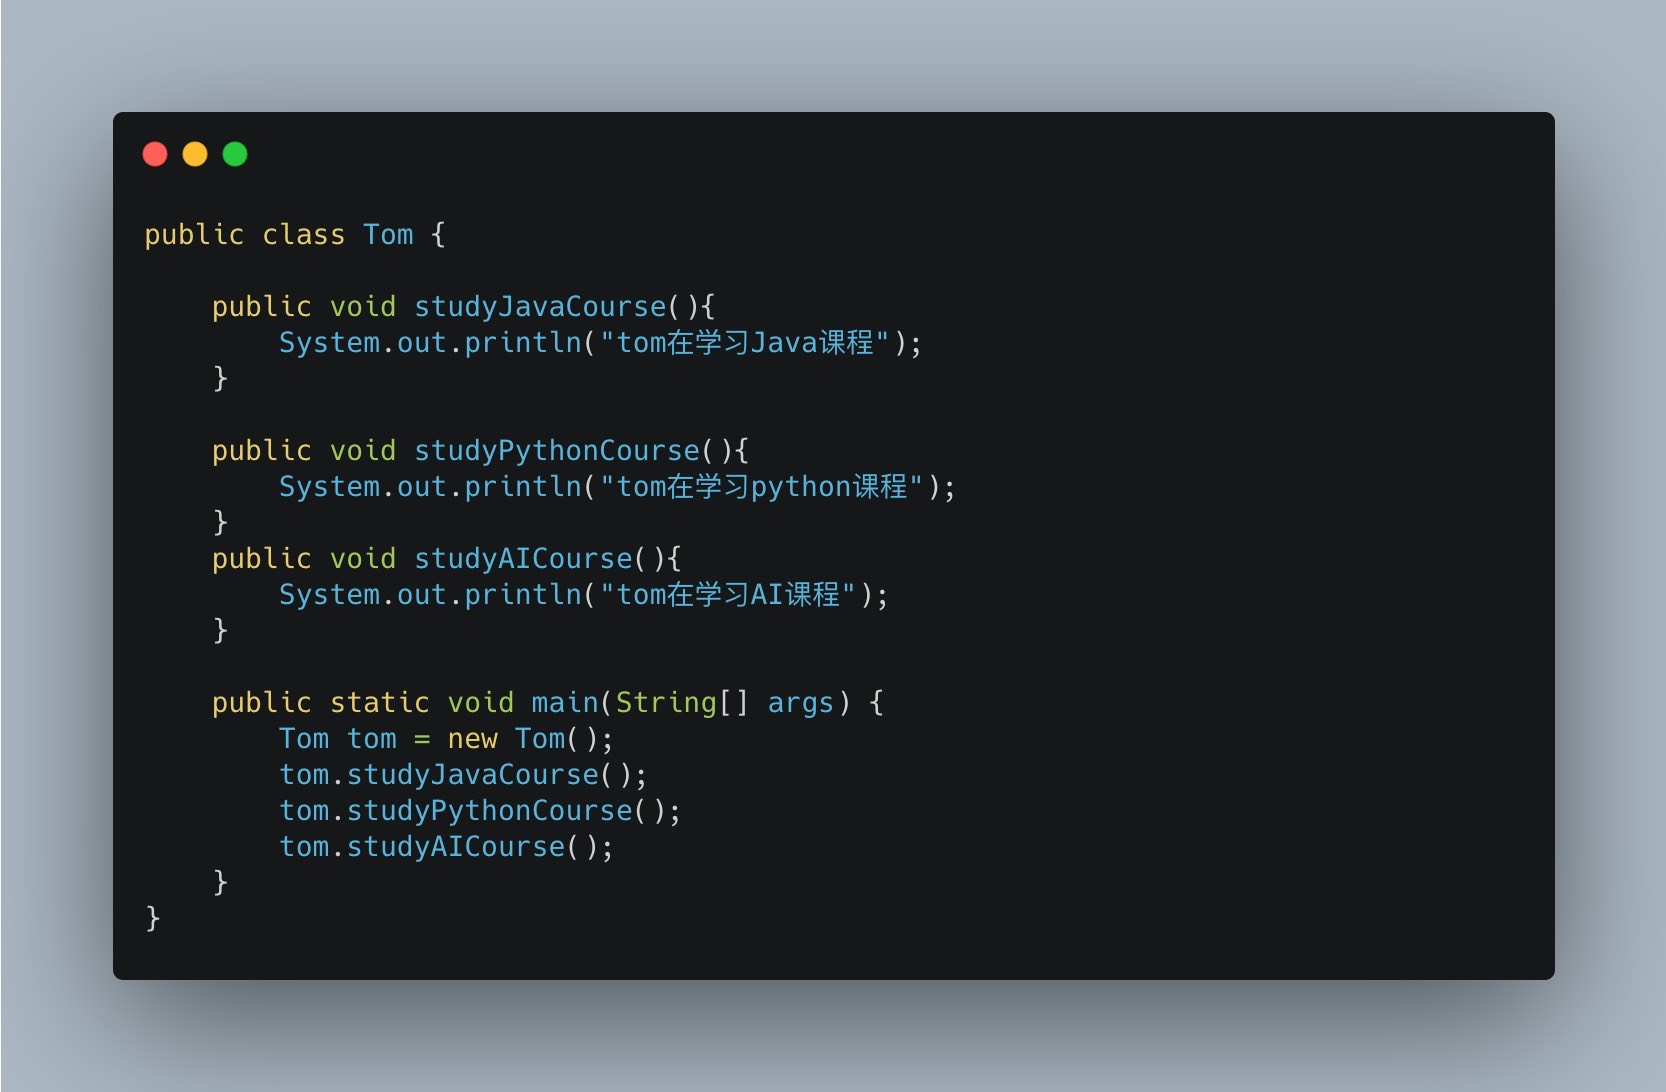 public class Tom {
    public void studyJavaCourse(){
        System.out.println("tom在学习Java课程");
    }
    public void studyPythonCourse(){
        System.out.println("tom在学习python课程");
    }
    public void studyAICourse(){
        System.out.println("tom在学习AI课程");
    }
    public static void main(String[] args) {
        Tom tom = new Tom();
        tom.studyJavaCourse();
        tom.studyPythonCourse();
        tom.studyAICourse();
    }
}